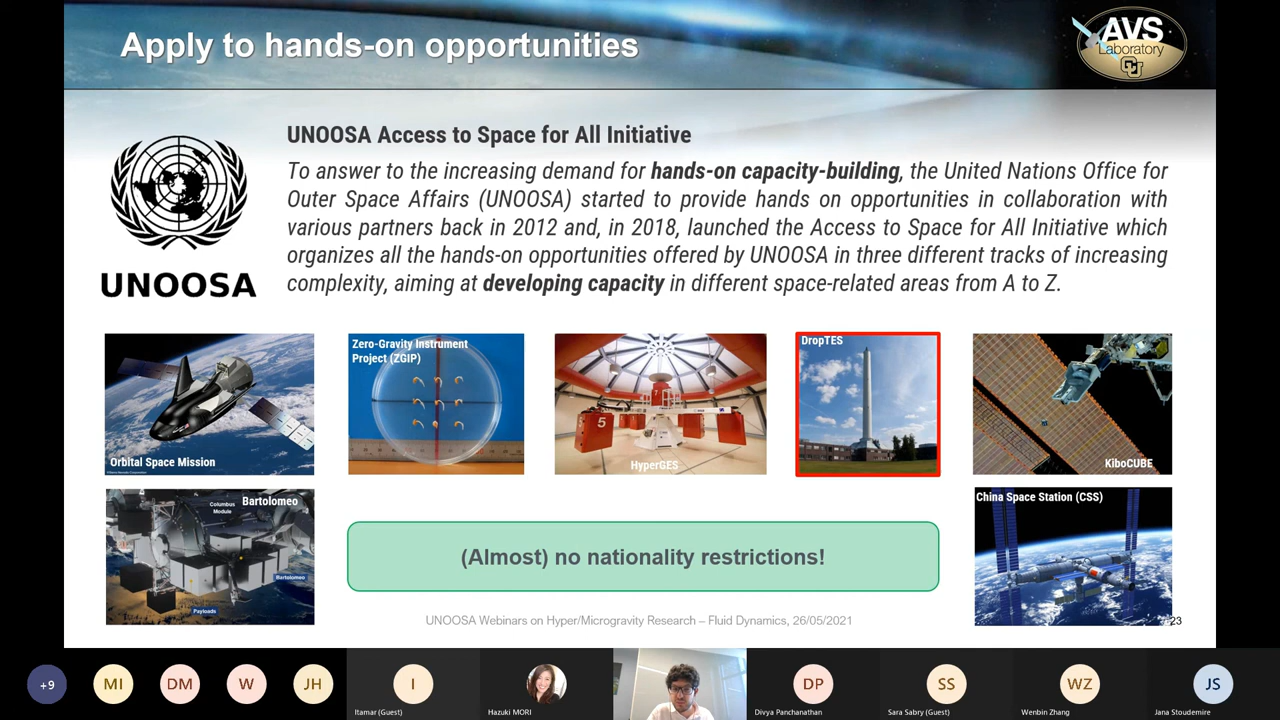 Apply to hands-on opportunities
AVS
Laboratory
CU
UNOOSA Access to Space for All Initiative
To answer to the increasing demand for hands-on capacity-building, the United Nations Office for
Outer Space Affairs (UNOOSA) started to provide hands on opportunities in collaboration with
various partners back in 2012 and, in 2018, launched the Access to Space for All Initiative which
organizes all the hands-on opportunities offered by UNOOSA in three different tracks of increasing
complexity, aiming at developing capacity in different space-related areas from A to Z.
UNOOSA
Orbital Space Mission
Zero-Gravity Instrument
Project (ZGIP)
5
HyperGES
DropTES
KiboCUBE
Columbus
Module
Bartolomeo
Bartolomeo
Payloads
(Almost) no nationality restrictions!
China Space Station (CSS)
UNOOSA Webinars on Hyper/Microgravity Research – Fluid Dynamics, 26/05/2021
23
+9
MI
DM
W
JH
I
Itamar (Guest)
Hazuki MORI
DP
Divya Panchanathan
SS
Sara Sabry (Guest)
WZ
Wenbin Zhang
JS
Jana Stoudemire